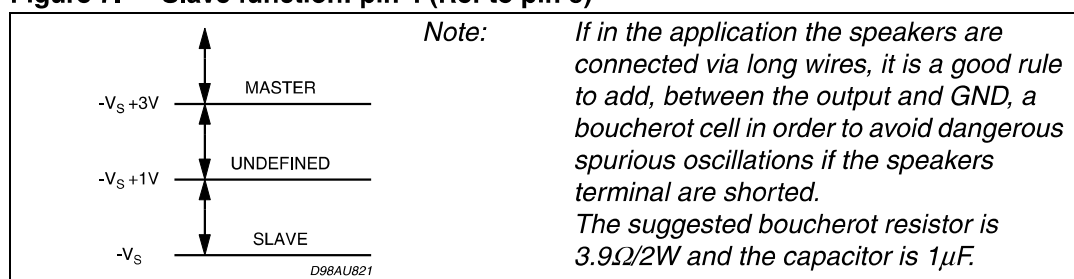 Slave function: pin 4 (Ref to pin
MASTER
-VS +3V
UNDEFINED
-VS +1V
SLAVE
-VS
D98AU821
Note: If in the application the speakers are
connected via long wires, it is a good rule
to add, between the output and GND, a
boucherot cell in order to avoid dangerous
spurious oscillations if the speakers
terminal are shorted.
The suggested boucherot resistor is
3.9Ω/2W and the capacitor is 1μF.